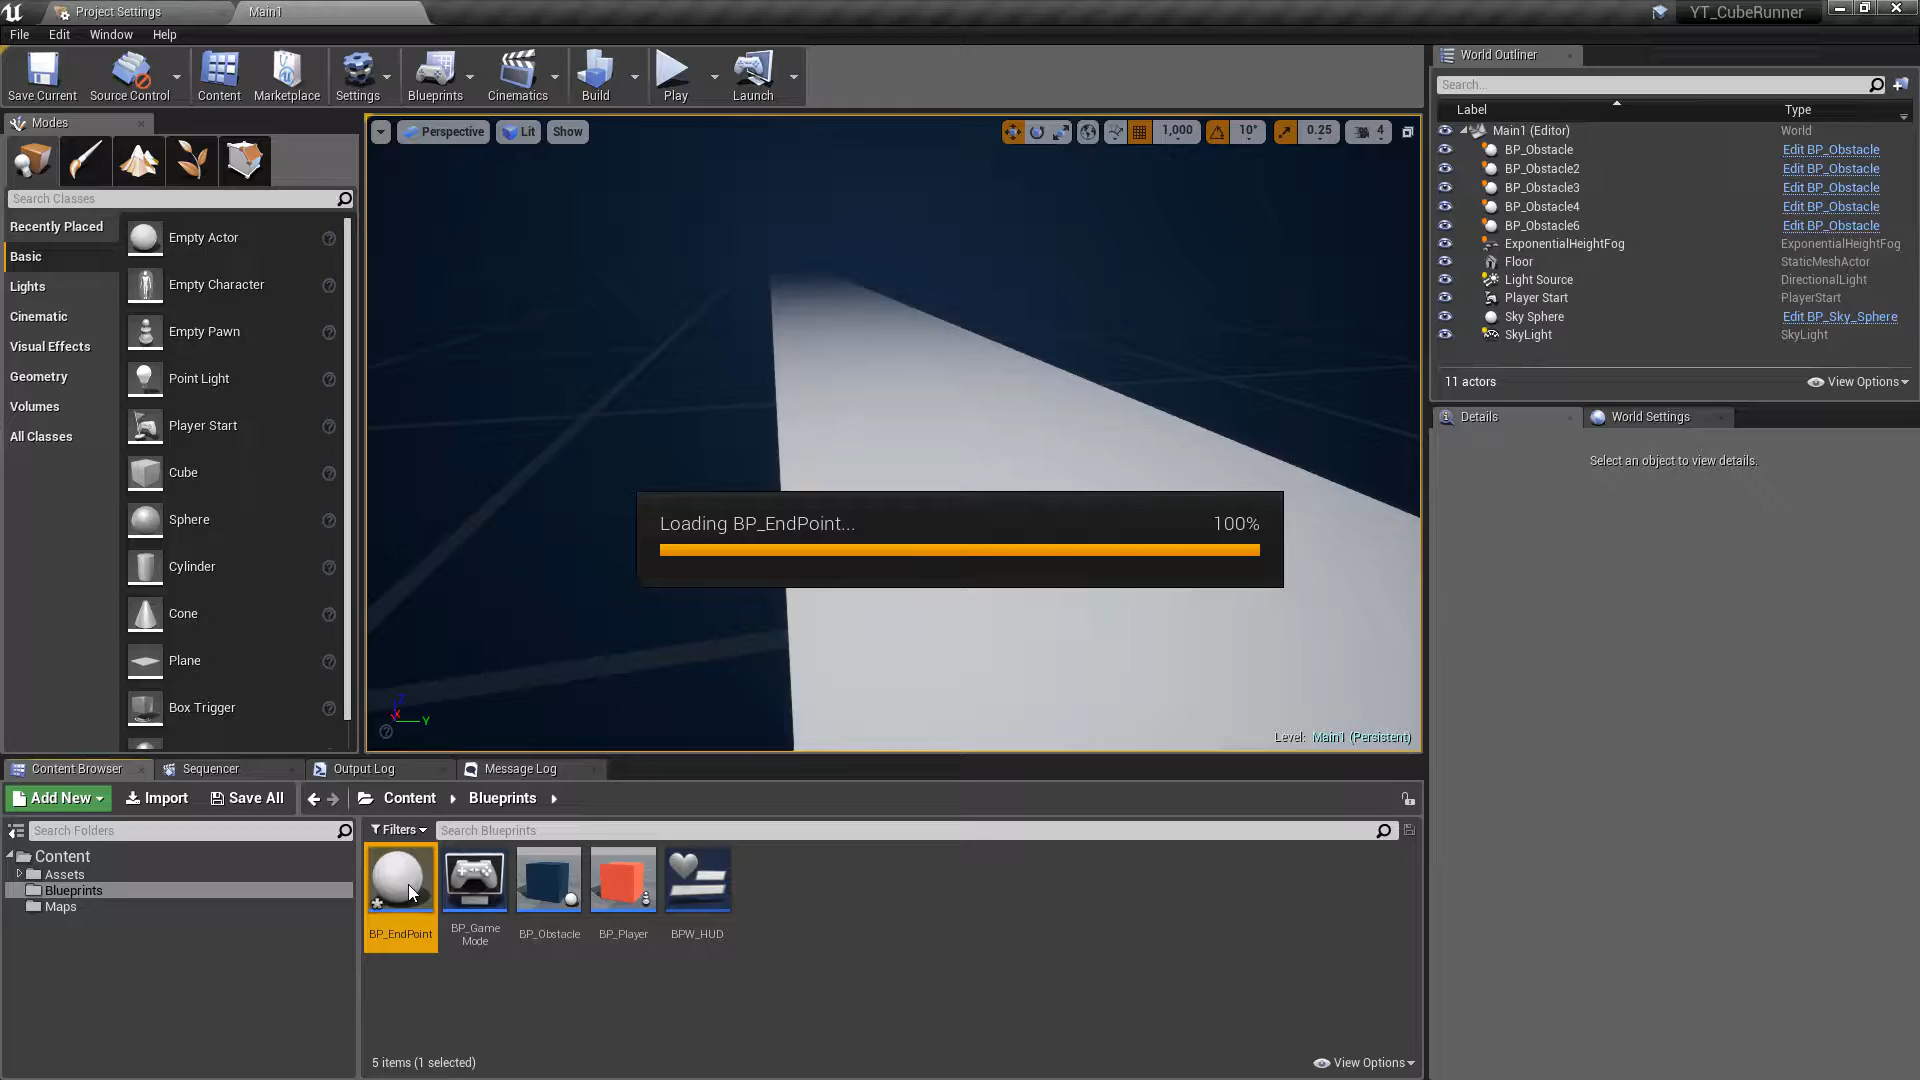 Project Settings
Main1
YT_CubeRunner
File
Edit
Window
Help
Save Current
Source Control
Content
Marketplace
Settings
Blueprints
Cinematics
Build
Play
Launch
Modes
Search Classes
Recently Placed
Basic
Lights
Cinematic
Visual Effects
Geometry
Volumes
All Classes
Empty Actor
Empty Character
Empty Pawn
Point Light
Player Start
Cube
Sphere
Cylinder
Cone
Plane
Box Trigger
Perspective
Lit
Show
1,000
10°
0.25
4
Loading BP_EndPoint...
100%
Z
X
Y
Level: Main1 (Persistent)
World Outliner
Search...
Label
Type
Main1 (Editor)
World
BP_Obstacle
Edit BP_Obstacle
BP_Obstacle2
Edit BP_Obstacle
BP_Obstacle3
Edit BP_Obstacle
BP_Obstacle4
Edit BP_Obstacle
BP_Obstacle6
Edit BP_Obstacle
ExponentialHeightFog
ExponentialHeightFog
Floor
StaticMeshActor
Light Source
DirectionalLight
Player Start
PlayerStart
Sky Sphere
Edit BP_Sky_Sphere
SkyLight
SkyLight
11 actors
View Options
Details
World Settings
Select an object to view details.
Content Browser
Sequencer
Output Log
Message Log
Add New
Import
Save All
Content
Blueprints
Search Folders
Filters
Search Blueprints
Content
Assets
Blueprints
Maps
BP_EndPoint
BP_Game
Mode
BP_Obstacle
BP_Player
BPW_HUD
5 items (1 selected)
View Options